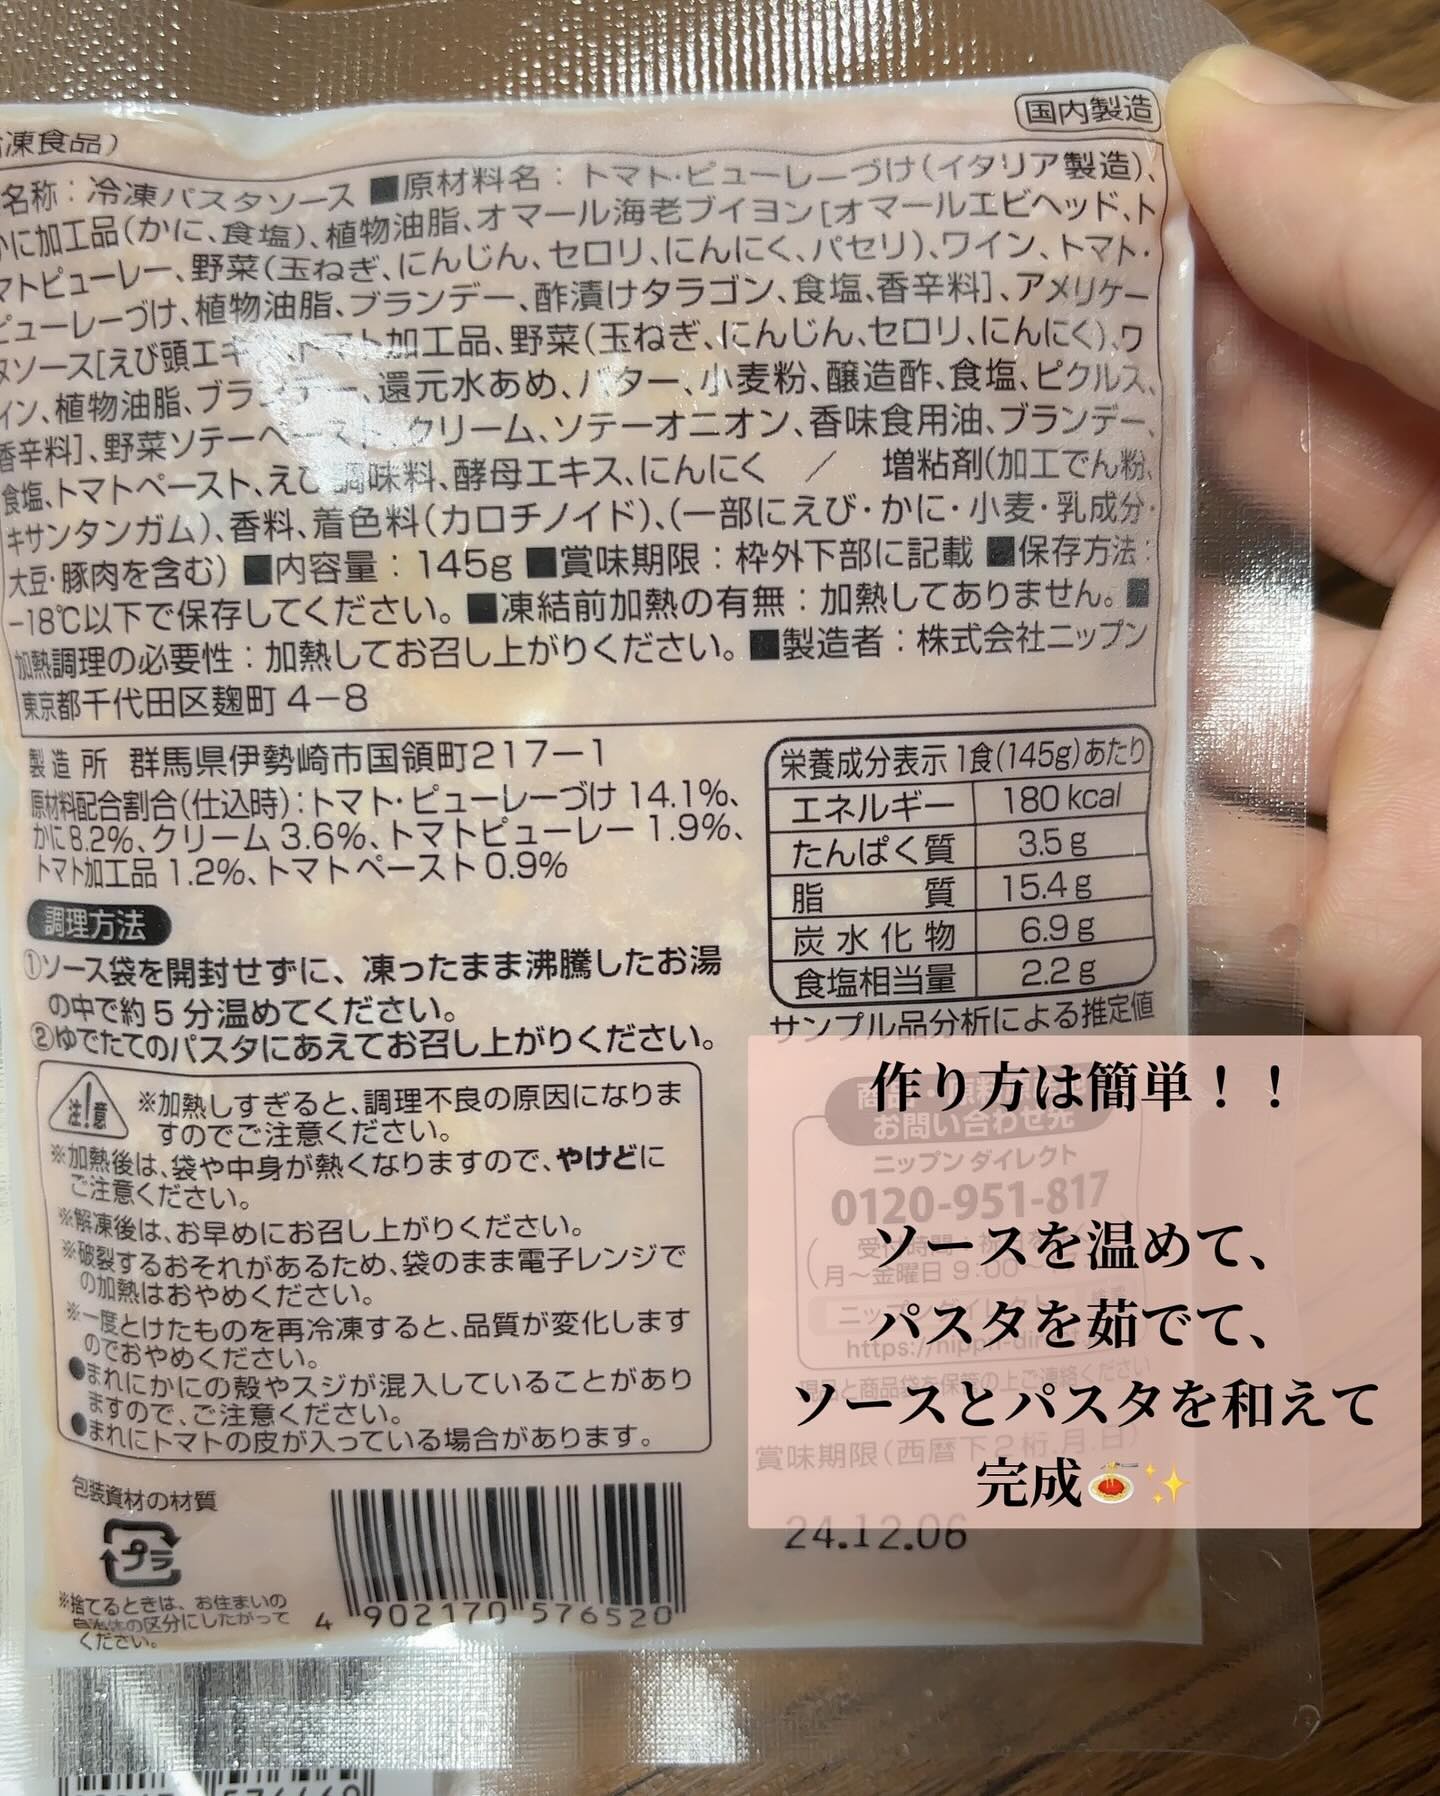 国内製造
凍食品）
名称：冷凍パスタソース ■原材料名：トマト・ピューレーづけ（イタリア製造）、
かに加工品（かに、食塩）、植物油脂、オマール海老ブイヨン［オマールエビヘッド、ト
マトピューレー、野菜（玉ねぎ、にんじん、セロリ、にんにく、パセリ）、ワイン、トマト・
ピューレーづけ、植物油脂、ブランデー、酢漬けタラゴン、食塩、香辛料］、アメリケー
ヌソース［えび頭エキ トマト加工品、野菜（玉ねぎ、にんじん、セロリ、にんにく）、ワ
イン、植物油脂、ブランデー、還元水あめ、バター、小麦粉、醸造酢、食塩、ピクルス、
香辛料］、野菜ソテーペースト、クリーム、ソテーオニオン、香味食用油、ブランデー、
食塩、トマトペースト、えび調味料、酵母エキス、にんにく ／ 増粘剤（加工でん粉、
キサンタンガム）、香料、着色料（カロチノイド）、（一部にえび・かに・小麦・乳成分・
大豆・豚肉を含む） ■内容量：145g ■賞味期限：枠外下部に記載 ■保存方法：
−18℃以下で保存してください。 ■凍結前加熱の有無：加熱してありません。 ■
加熱調理の必要性：加熱してお召し上がりください。 ■製造者：株式会社ニップン
東京都千代田区麹町 4−8
製造所 群馬県伊勢崎市国領町217−1
原材料配合割合（仕込時）：トマト・ピューレーづけ 14.1%、
かに8.2%、クリーム 3.6%、トマトピューレー 1.9%、
トマト加工品 1.2%、トマトペースト 0.9%
栄養成分表示 1食(145g)あたり
エネルギー 180 kcal
たんぱく質 3.5 g
脂質 15.4 g
炭水化物 6.9 g
食塩相当量 2.2 g
サンプル品分析による推定値
調理方法
①ソース袋を開封せずに、凍ったまま沸騰したお湯
の中で約5分温めてください。
②ゆでたてのパスタにあえてお召し上がりください。
注！意
※加熱しすぎると、調理不良の原因になりま
すのでご注意ください。
※加熱後は、袋や中身が熱くなりますので、やけどに
ご注意ください。
※解凍後は、お早めにお召し上がりください。
※破裂するおそれがあるため、袋のまま電子レンジで
の加熱はおやめください。
※一度とけたものを再冷凍すると、品質が変化します
のでおやめください。
●まれにかにの殻やスジが混入していることがあり
ますので、ご注意ください。
●まれにトマトの皮が入っている場合があります。
作り方は簡単！！
お問い合わせ先
ニップンダイレクト
0120-951-817
ソースを温めて、
月〜金曜日 9:00
パスタを茹でて、
ソースとパスタを和えて
賞味期限（西暦下2桁.月.日）
完成🍝✨
24.12.06
包装資材の材質
プラ
※捨てるときは、お住まいの
自治体の区分にしたがって
ください。
4 902170 576520